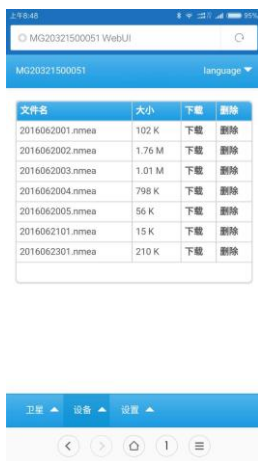 上午8:48 95%
MG20321500051 WebUI
MG20321500051 language
文件名 大小 下载 删除
2016062001.nmea 102 K 下载 删除
2016062002.nmea 1.76 M 下载 删除
2016062003.nmea 1.01 M 下载 删除
2016062004.nmea 798 K 下载 删除
2016062005.nmea 56 K 下载 删除
2016062101.nmea 15 K 下载 删除
2016062301.nmea 210 K 下载 删除
卫星 设备 设置
1